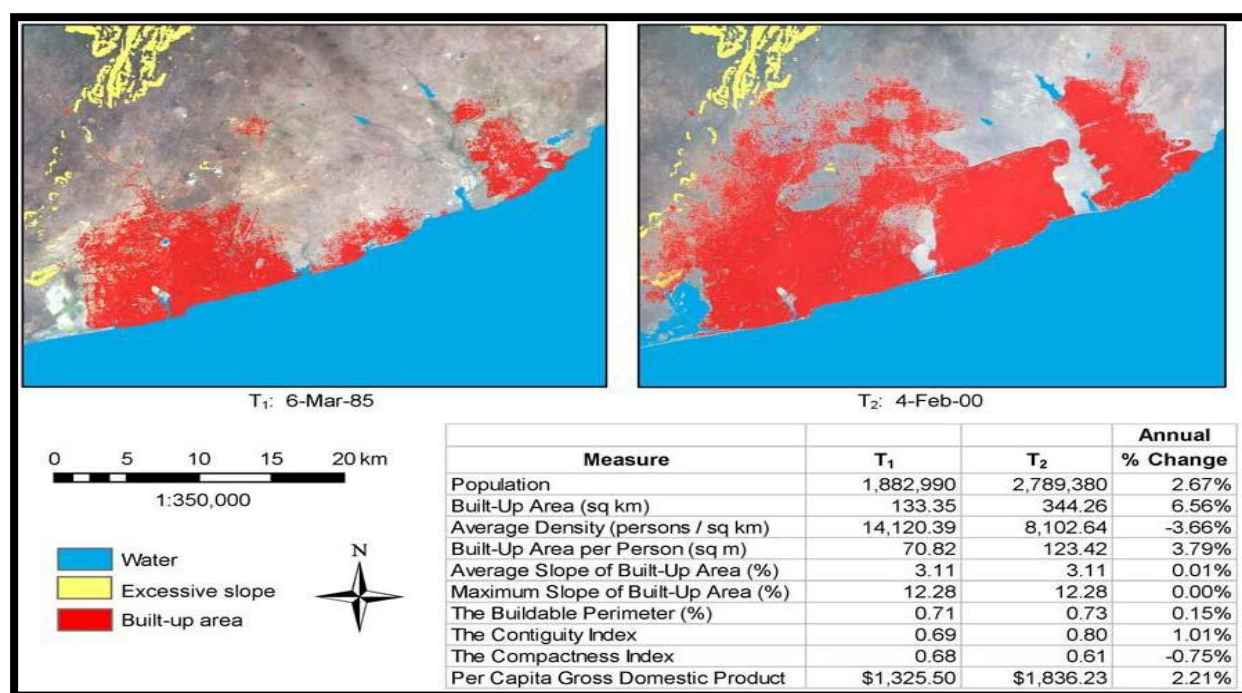 T₁: 6-Mar-85
T₂: 4-Feb-00
0 5 10 15 20 km
1:350,000
Water
Excessive slope
Built-up area
N
Annual
Measure T₁ T₂ % Change
Population 1,882,990 2,789,380 2.67%
Built-Up Area (sq km) 133.35 344.26 6.56%
Average Density (persons / sq km) 14,120.39 8,102.64 -3.66%
Built-Up Area per Person (sq m) 70.82 123.42 3.79%
Average Slope of Built-Up Area (%) 3.11 3.11 0.01%
Maximum Slope of Built-Up Area (%) 12.28 12.28 0.00%
The Buildable Perimeter (%) 0.71 0.73 0.15%
The Contiguity Index 0.69 0.80 1.01%
The Compactness Index 0.68 0.61 -0.75%
Per Capita Gross Domestic Product $1,325.50 $1,836.23 2.21%